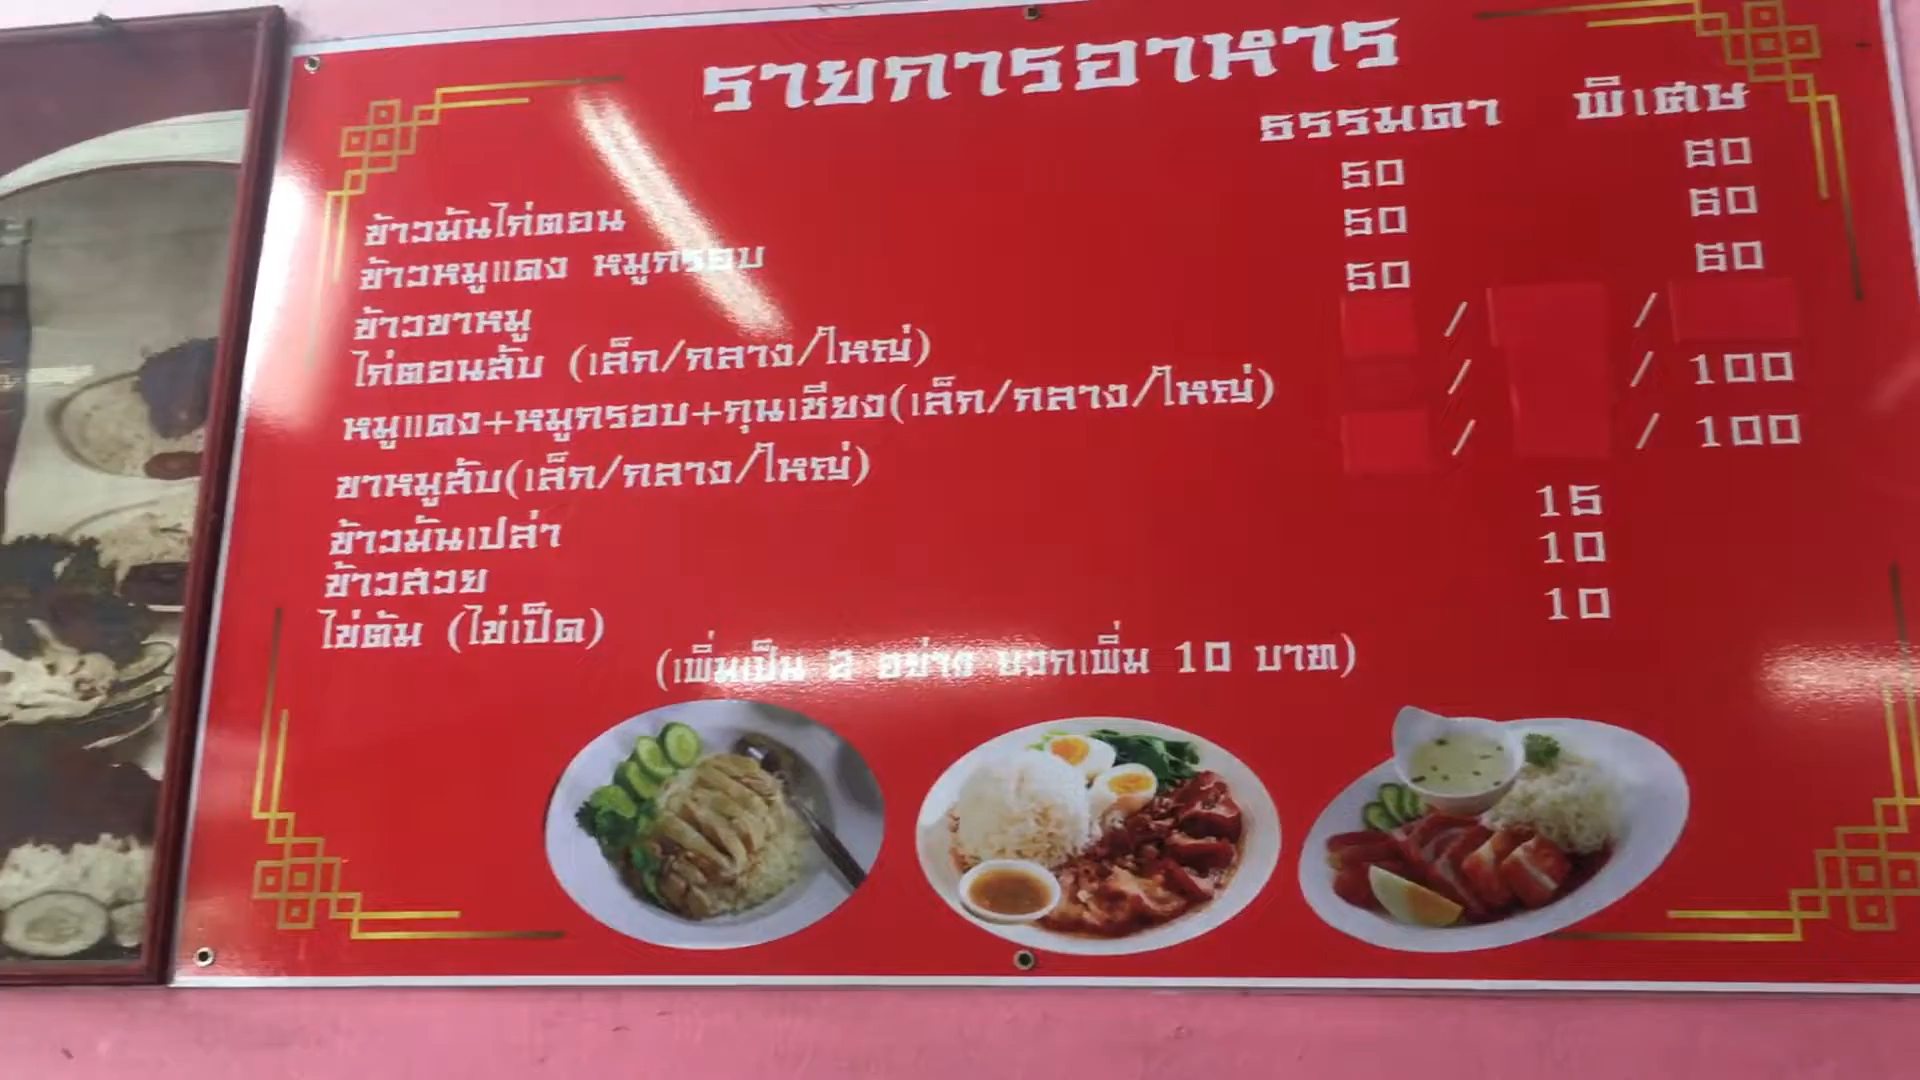 รายการอาหาร
ธรรมดา พิเศษ
ข้าวมันไก่ตอน 50 60
ข้าวหมูแดง หมูกรอบ 50 60
ข้าวขาหมู 50 60
ไก่ตอนสับ (เล็ก/กลาง/ใหญ่) / /
หมูแดง+หมูกรอบ+กุนเชียง(เล็ก/กลาง/ใหญ่) / / 100
ขาหมูสับ(เล็ก/กลาง/ใหญ่) / / 100
ข้าวมันเปล่า 15
ข้าวสวย 10
ไข่ต้ม (ไข่เป็ด) 10
(เพิ่มเป็น 2 อย่าง บวกเพิ่ม 10 บาท)